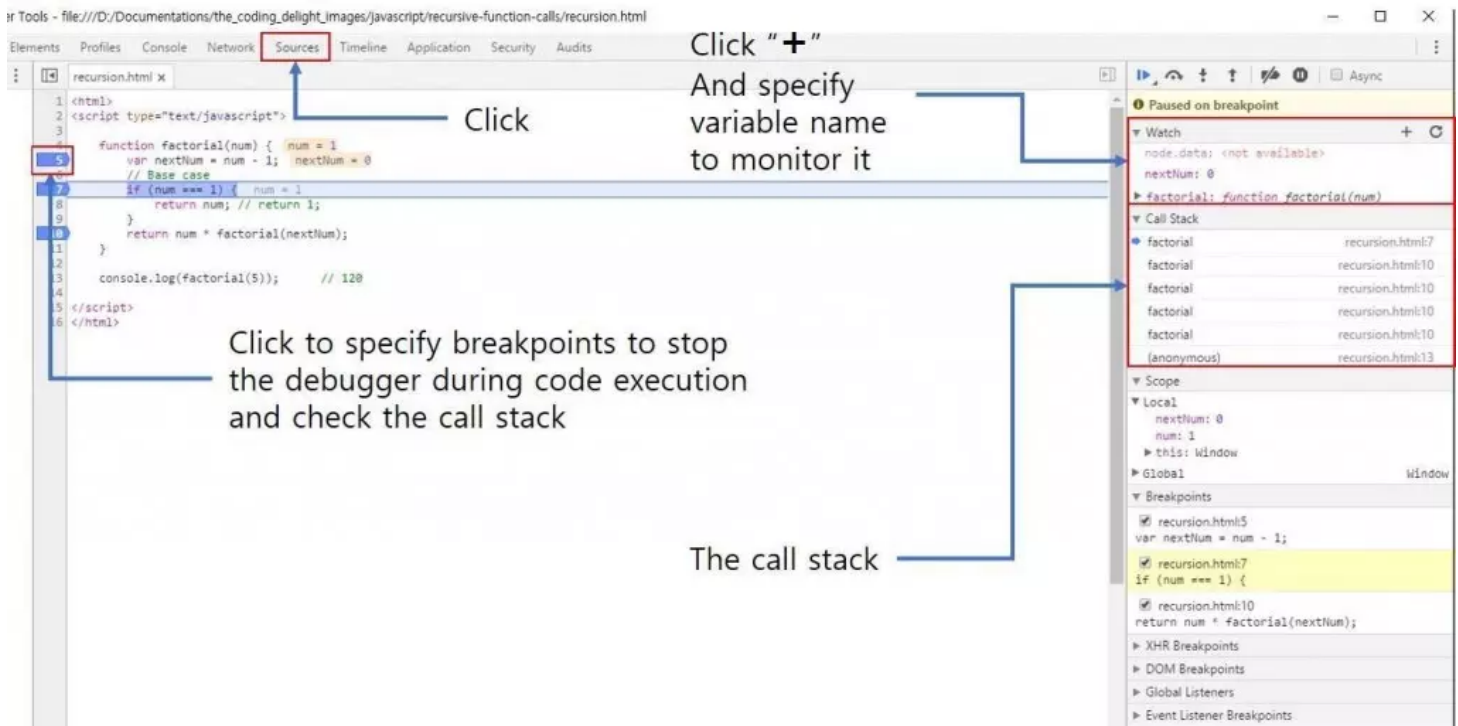 er Tools - file:///D:/Documentations/the_coding_delight_images/javascript/recursive-function-calls/recursion.html
Elements Profiles Console Network Sources Timeline Application Security Audits
recursion.html x
1 <html>
2 <script type="text/javascript">
3
4 function factorial(num) { num = 1
5 var nextNum = num - 1; nextNum = 0
// Base case
7 if (num === 1) { num = 1
8 return num; // return 1;
9 }
10 return num * factorial(nextNum);
11 }
12
13 console.log(factorial(5)); // 120
14
15 </script>
16 </html>
Click
Click "+"
And specify
variable name
to monitor it
Click to specify breakpoints to stop
the debugger during code execution
and check the call stack
The call stack
Async
Paused on breakpoint
Watch + C
node.data: <not available>
nextNum: 0
factorial: function factorial(num)
Call Stack
factorial recursion.html:7
factorial recursion.html:10
factorial recursion.html:10
factorial recursion.html:10
factorial recursion.html:10
(anonymous) recursion.html:13
Scope
Local
nextNum: 0
num: 1
this: Window
Global Window
Breakpoints
recursion.html:5
var nextNum = num - 1;
recursion.html:7
if (num === 1) {
recursion.html:10
return num * factorial(nextNum);
XHR Breakpoints
DOM Breakpoints
Global Listeners
Event Listener Breakpoints